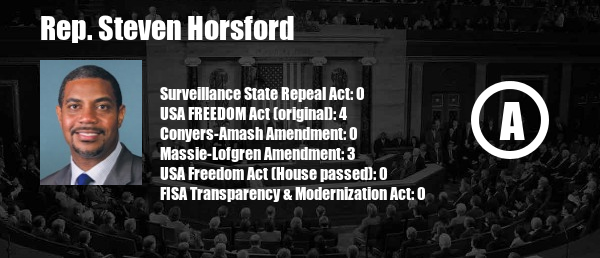 Rep. Steven Horsford
Surveillance State Repeal Act: 0
USA FREEDOM Act (original): 4
Conyers-Amash Amendment: 0
Massie-Lofgren Amendment: 3
USA Freedom Act (House passed): 0
FISA Transparency & Modernization Act: 0
A